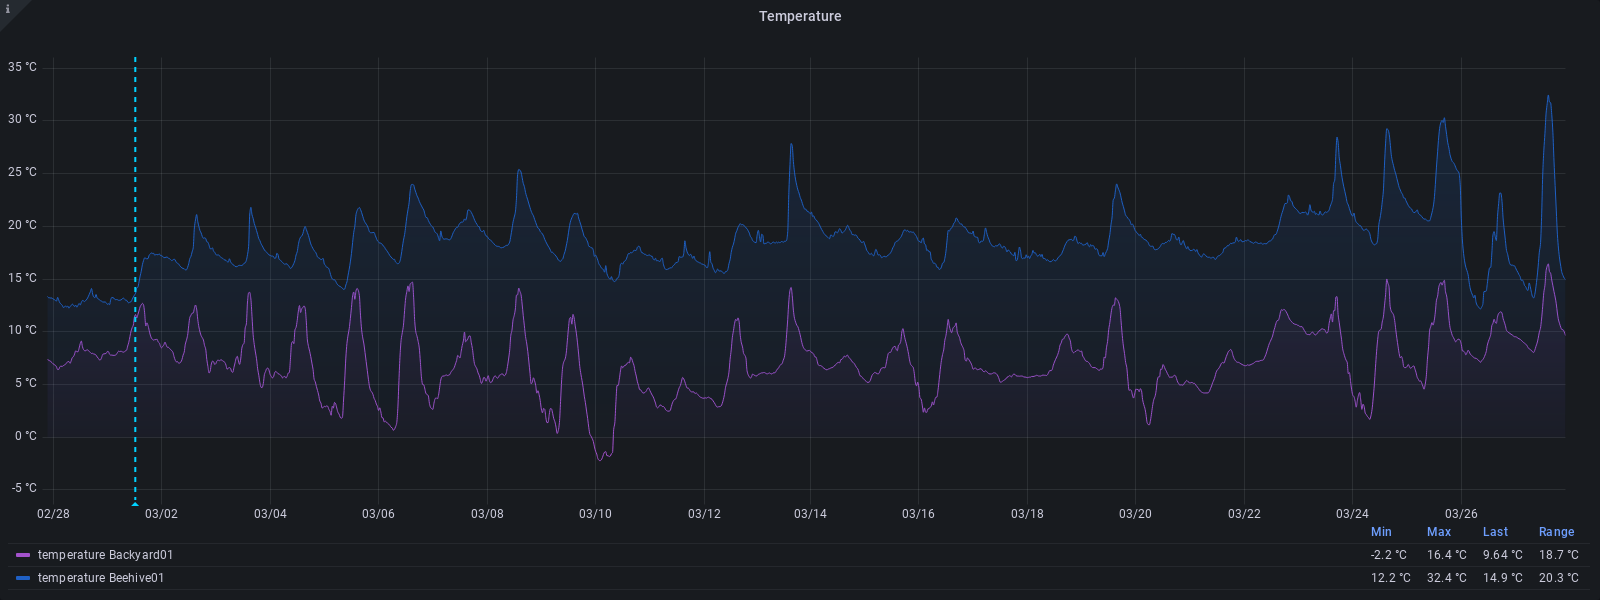 i
Temperature
35 °C
30 °C
25 °C
20 °C
15 °C
10 °C
5 °C
0 °C
-5 °C
02/28 03/02 03/04 03/06 03/08 03/10 03/12 03/14 03/16 03/18 03/20 03/22 03/24 03/26
Min Max Last Range
temperature Backyard01 -2.2 °C 16.4 °C 9.64 °C 18.7 °C
temperature Beehive01 12.2 °C 32.4 °C 14.9 °C 20.3 °C